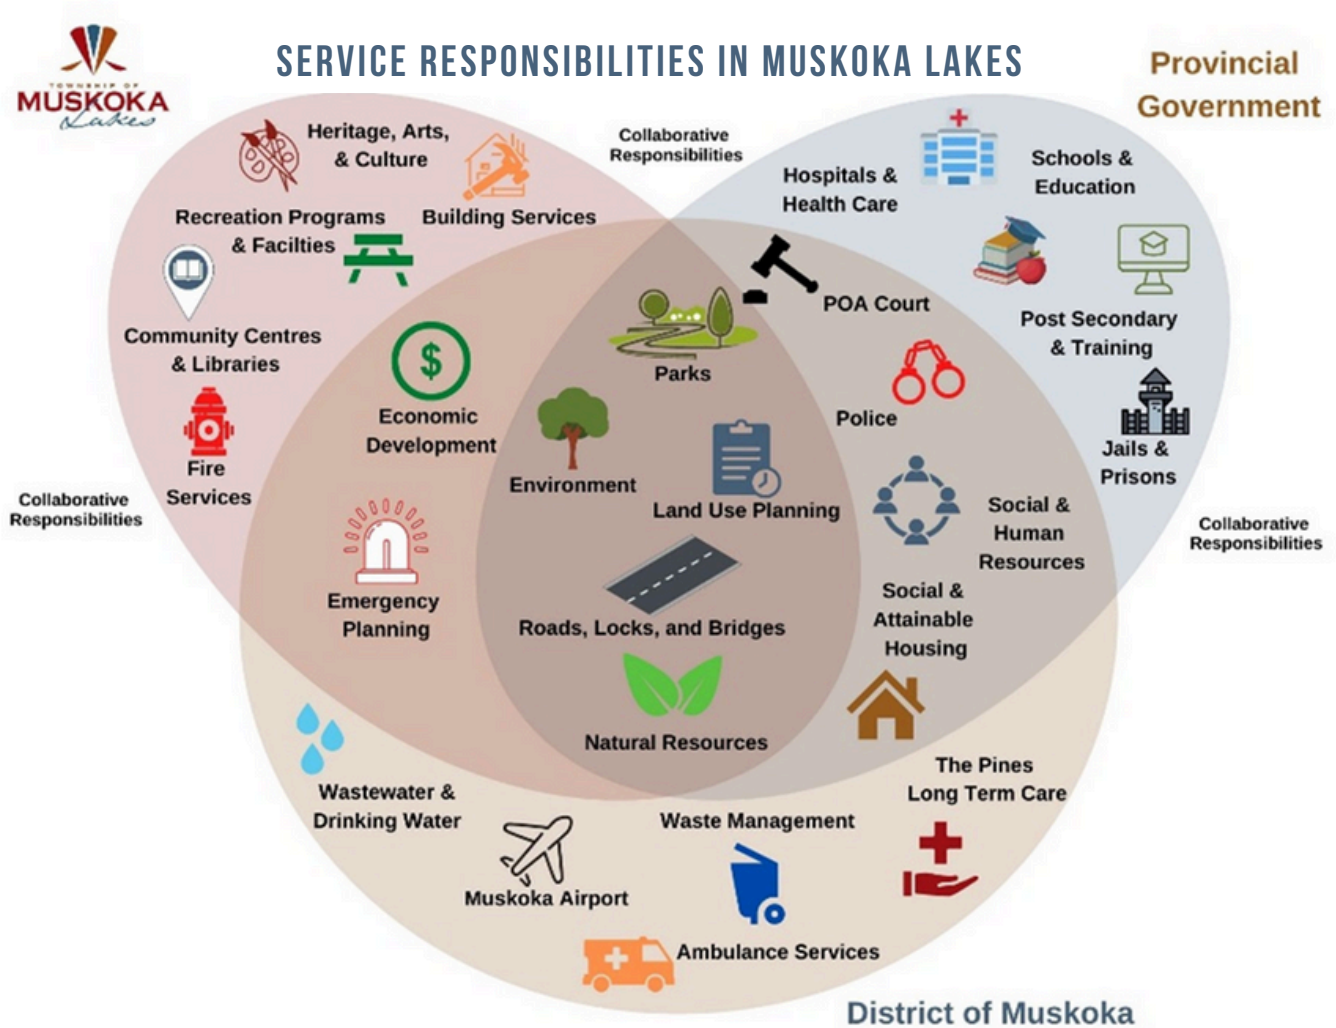 SERVICE RESPONSIBILITIES IN MUSKOKA LAKES
TOWNSHIP OF
MUSKOKA
Lakes
Provincial
Government
Heritage, Arts,
& Culture
Building Services
Recreation Programs
& Facilties
Community Centres
& Libraries
Fire
Services
Collaborative
Responsibilities
Hospitals &
Health Care
Schools &
Education
Post Secondary
& Training
Jails &
Prisons
POA Court
Police
Social &
Human
Resources
Social &
Attainable
Housing
Parks
Environment
Land Use Planning
Roads, Locks, and Bridges
Natural Resources
Economic
Development
Emergency
Planning
Collaborative
Responsibilities
Collaborative
Responsibilities
Wastewater &
Drinking Water
Muskoka Airport
Waste Management
The Pines
Long Term Care
Ambulance Services
District of Muskoka
$